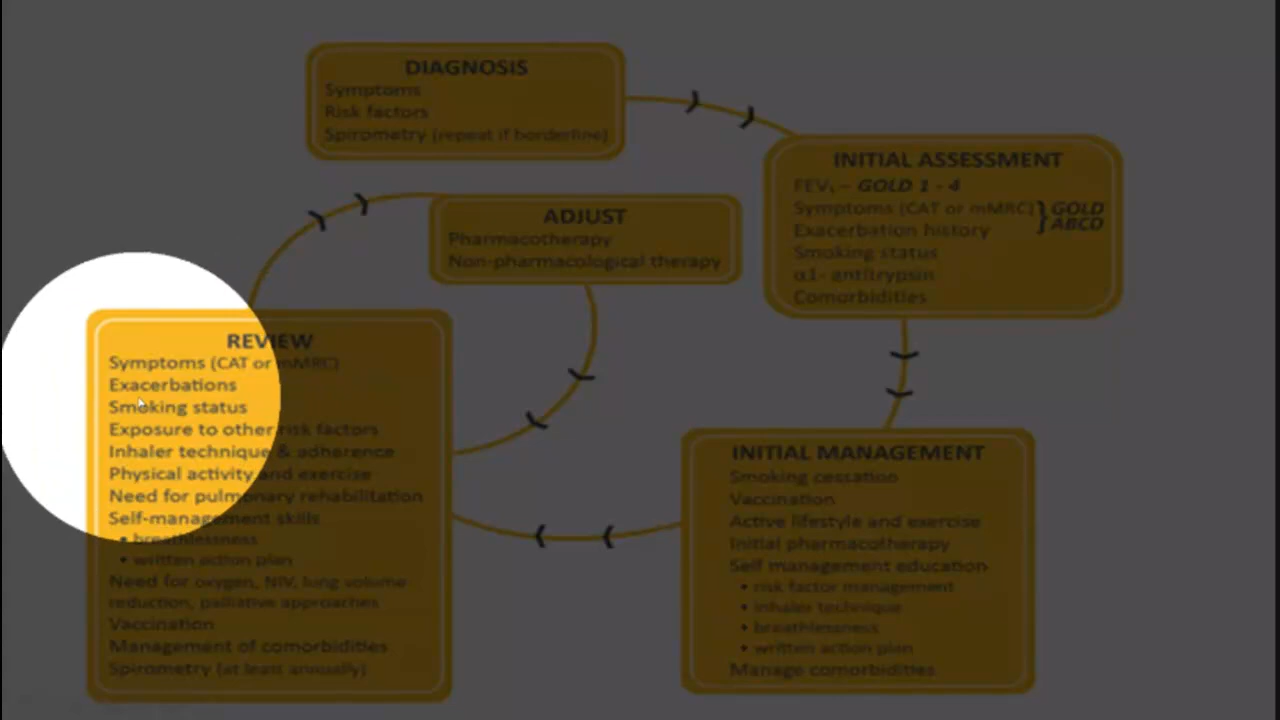 DIAGNOSIS
Symptoms
Risk factors
Spirometry (repeat if borderline)
INITIAL ASSESSMENT
FEV₁ – GOLD 1 - 4
Symptoms (CAT or mMRC) } GOLD
Exacerbation history ABCD
Smoking status
α1- antitrypsin
Comorbidities
ADJUST
Pharmacotherapy
Non-pharmacological therapy
REVIEW
Symptoms (CAT or mMRC)
Exacerbations
Smoking status
Exposure to other risk factors
Inhaler technique & adherence
Physical activity and exercise
Need for pulmonary rehabilitation
Self-management skills
• breathlessness
• written action plan
Need for oxygen, NIV, lung volume
reduction, palliative approaches
Vaccination
Management of comorbidities
Spirometry (at least annually)
INITIAL MANAGEMENT
Smoking cessation
Vaccination
Active lifestyle and exercise
Initial pharmacotherapy
Self management education
• risk factor management
• inhaler technique
• breathlessness
• written action plan
Manage comorbidities